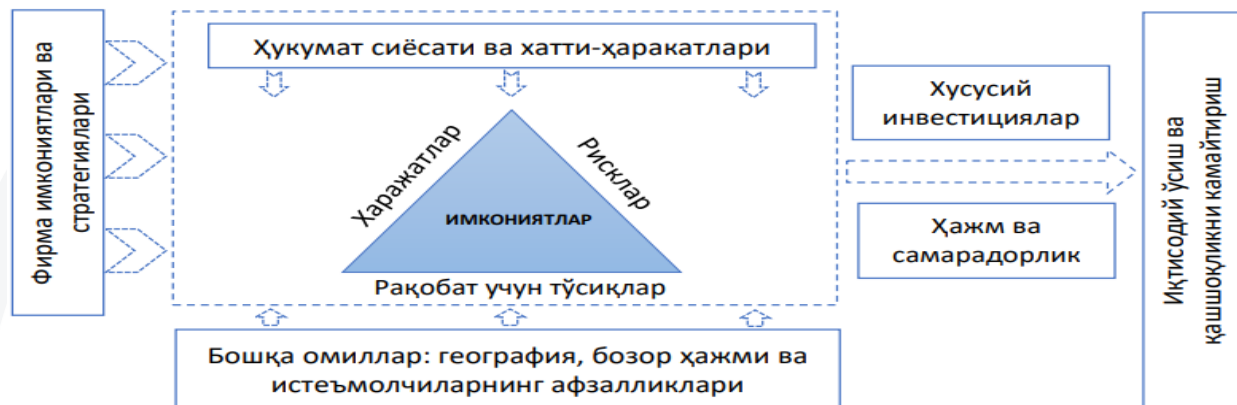 Фирма имкониятлари ва
стратегиялари
Ҳукумат сиёсати ва хатти-ҳаракатлари
Харажатлар
Рисклар
ИМКОНИЯТЛАР
Рақобат учун тўсиқлар
Бошқа омиллар: география, бозор ҳажми ва
истеъмолчиларнинг афзалликлари
Хусусий
инвестициялар
Ҳажм ва
самарадорлик
Иқтисодий ўсиш ва
қашшоқликни камайтириш